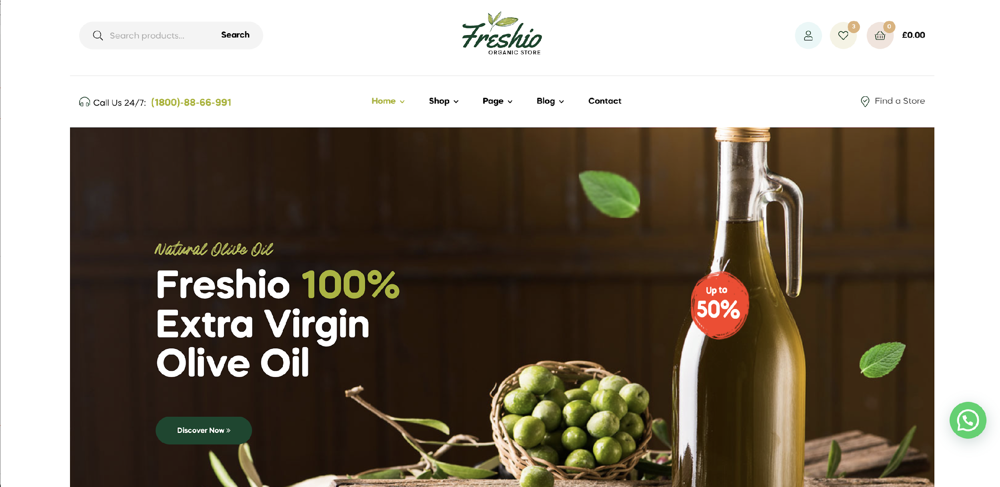 Search products...
Search
Freshio
ORGANIC STORE
3
0
£0.00
Call Us 24/7: (1800)-88-66-991
Home
Shop
Page
Blog
Contact
Find a Store
Natural Olive Oil
Freshio 100%
Extra Virgin
Olive Oil
Up to
50%
Discover Now »